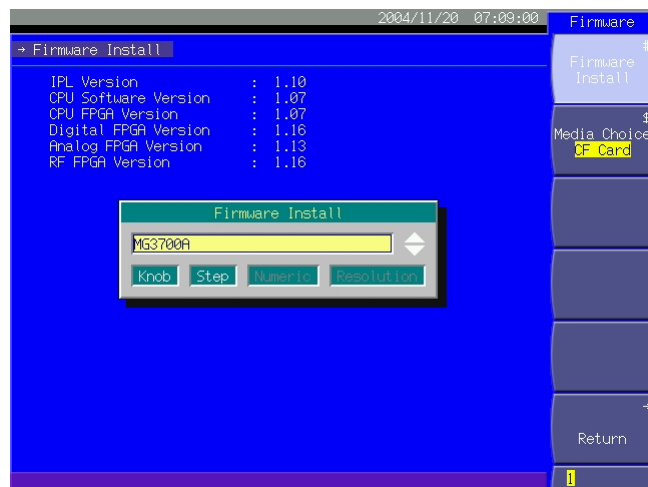 2004/11/20 07:09:00
Firmware
→ Firmware Install
#
Firmware
Install
IPL Version : 1.10
CPU Software Version : 1.07
CPU FPGA Version : 1.07
Digital FPGA Version : 1.16
Analog FPGA Version : 1.13
RF FPGA Version : 1.16
$
Media Choice
CF Card
Firmware Install
MG3700A
Knob Step Numeric Resolution
→
Return
1